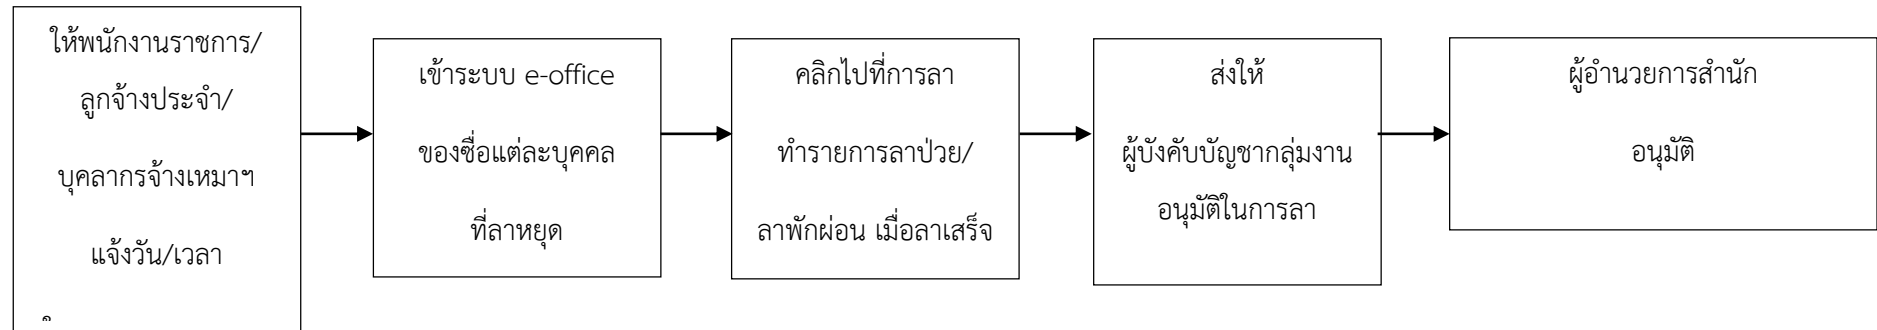 ให้พนักงานราชการ/
ลูกจ้างประจำ/
บุคลากรจ้างเหมาฯ
แจ้งวัน/เวลา
เข้าระบบ e-office
ของซื่อแต่ละบุคคล
ที่ลาหยุด
คลิกไปที่การลา
ทำรายการลาป่วย/
ลาพักผ่อน เมื่อลาเสร็จ
ส่งให้
ผู้บังคับบัญชากลุ่มงาน
อนุมัติในการลา
ผู้อำนวยการสำนัก
อนุมัติ